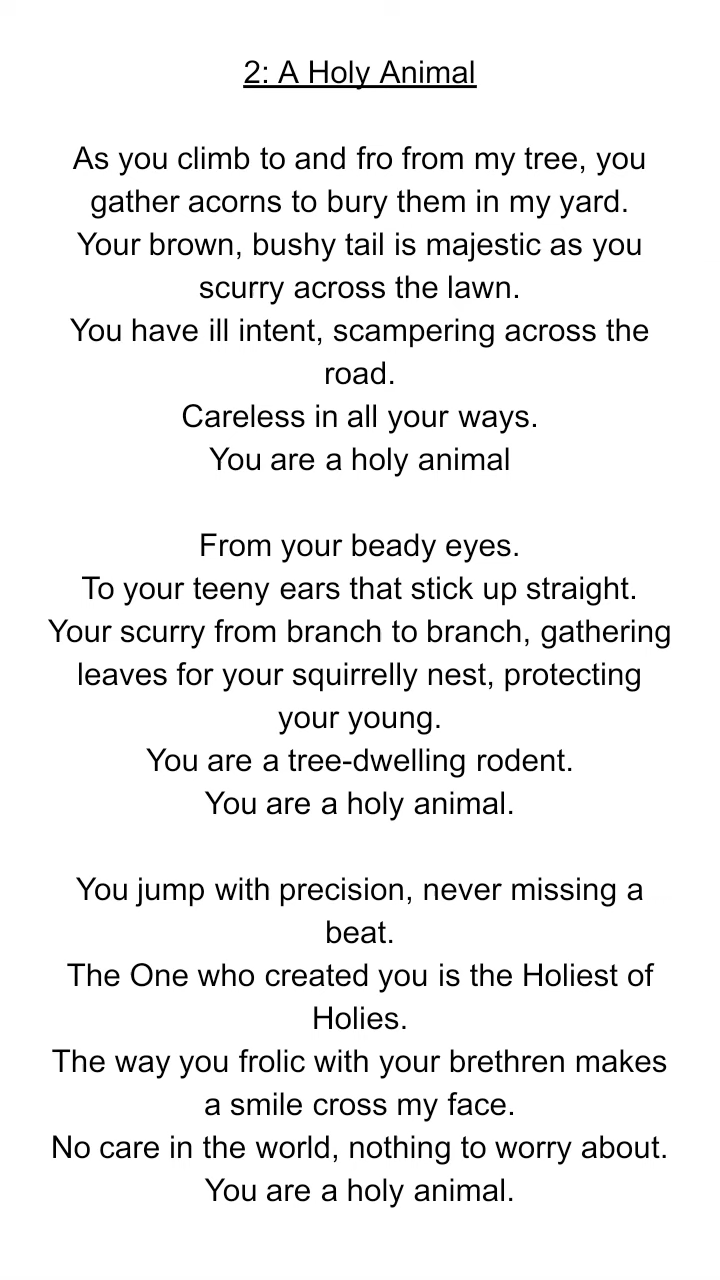 2: A Holy Animal
As you climb to and fro from my tree, you
gather acorns to bury them in my yard.
Your brown, bushy tail is majestic as you
scurry across the lawn.
You have ill intent, scampering across the
road.
Careless in all your ways.
You are a holy animal
From your beady eyes.
To your teeny ears that stick up straight.
Your scurry from branch to branch, gathering
leaves for your squirrelly nest, protecting
your young.
You are a tree-dwelling rodent.
You are a holy animal.
You jump with precision, never missing a
beat.
The One who created you is the Holiest of
Holies.
The way you frolic with your brethren makes
a smile cross my face.
No care in the world, nothing to worry about.
You are a holy animal.